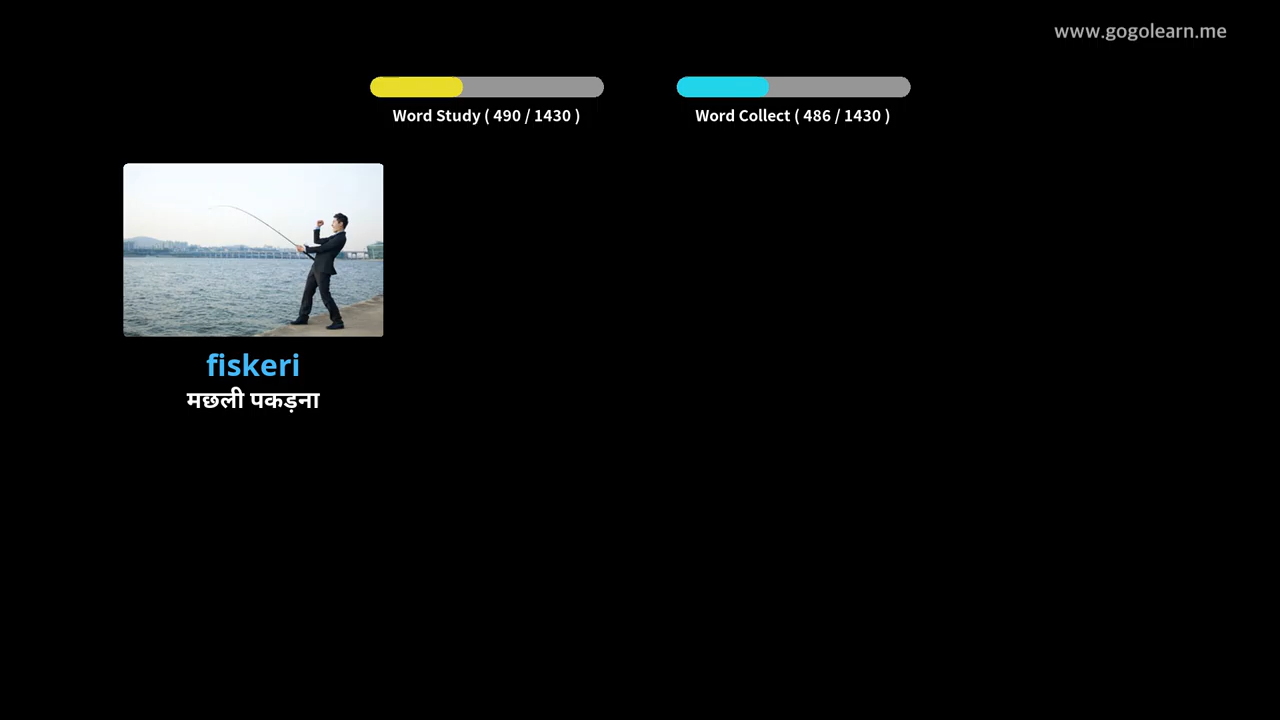 www.gogolearn.me
Word Study ( 490 / 1430 )
Word Collect ( 486 / 1430 )
fiskeri
मछली पकड़ना